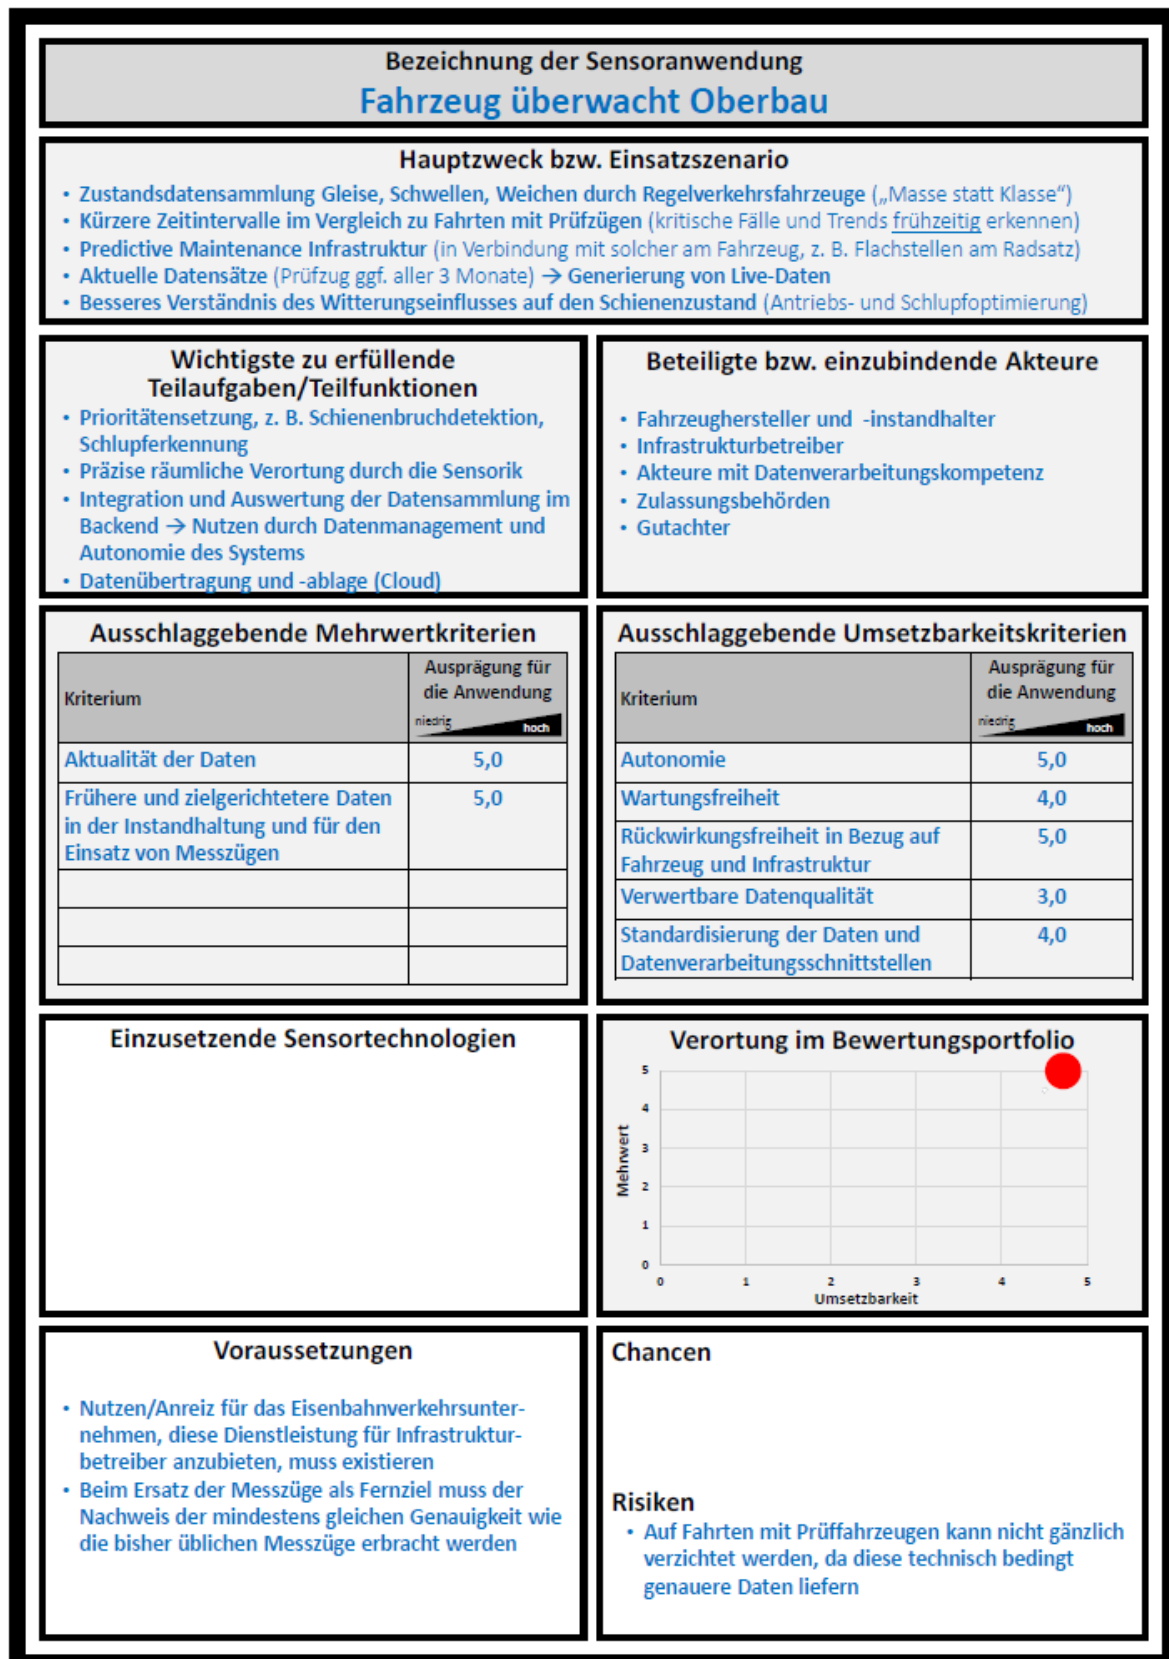 Bezeichnung der Sensoranwendung
Fahrzeug überwacht Oberbau
Hauptzweck bzw. Einsatzszenario
• Zustandsdatensammlung Gleise, Schwellen, Weichen durch Regelverkehrsfahrzeuge („Masse statt Klasse“)
• Kürzere Zeitintervalle im Vergleich zu Fahrten mit Prüfzügen (kritische Fälle und Trends frühzeitig erkennen)
• Predictive Maintenance Infrastruktur (in Verbindung mit solcher am Fahrzeug, z. B. Flachstellen am Radsatz)
• Aktuelle Datensätze (Prüfzug ggf. aller 3 Monate) → Generierung von Live-Daten
• Besseres Verständnis des Witterungseinflusses auf den Schienenzustand (Antriebs- und Schlupfoptimierung)
Wichtigste zu erfüllende
Teilaufgaben/Teilfunktionen
• Prioritätensetzung, z. B. Schienenbruchdetektion,
Schlupferkennung
• Präzise räumliche Verortung durch die Sensorik
• Integration und Auswertung der Datensammlung im
Backend → Nutzen durch Datenmanagement und
Autonomie des Systems
• Datenübertragung und -ablage (Cloud)
Beteiligte bzw. einzubindende Akteure
• Fahrzeughersteller und -instandhalter
• Infrastrukturbetreiber
• Akteure mit Datenverarbeitungskompetenz
• Zulassungsbehörden
• Gutachter
Ausschlaggebende Mehrwertkriterien
Kriterium
Ausprägung für
die Anwendung
niedrig hoch
Aktualität der Daten 5,0
Frühere und zielgerichtetere Daten 5,0
in der Instandhaltung und für den
Einsatz von Messzügen
Ausschlaggebende Umsetzbarkeitskriterien
Kriterium
Ausprägung für
die Anwendung
niedrig hoch
Autonomie 5,0
Wartungsfreiheit 4,0
Rückwirkungsfreiheit in Bezug auf 5,0
Fahrzeug und Infrastruktur
Verwertbare Datenqualität 3,0
Standardisierung der Daten und 4,0
Datenverarbeitungsschnittstellen
Einzusetzende Sensortechnologien
Verortung im Bewertungsportfolio
Mehrwert
5
4
3
2
1
0
0 1 2 3 4 5
Umsetzbarkeit
Voraussetzungen
• Nutzen/Anreiz für das Eisenbahnverkehrsunter-
nehmen, diese Dienstleistung für Infrastruktur-
betreiber anzubieten, muss existieren
• Beim Ersatz der Messzüge als Fernziel muss der
Nachweis der mindestens gleichen Genauigkeit wie
die bisher üblichen Messzüge erbracht werden
Chancen
Risiken
• Auf Fahrten mit Prüffahrzeugen kann nicht gänzlich
verzichtet werden, da diese technisch bedingt
genauere Daten liefern